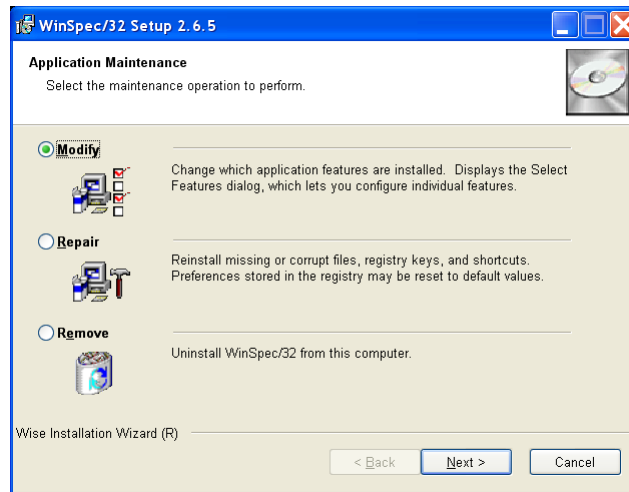 WinSpec/32 Setup 2.6.5
Application Maintenance
Select the maintenance operation to perform.
Modify
Change which application features are installed. Displays the Select
Features dialog, which lets you configure individual features.
Repair
Reinstall missing or corrupt files, registry keys, and shortcuts.
Preferences stored in the registry may be reset to default values.
Remove
Uninstall WinSpec/32 from this computer.
Wise Installation Wizard (R)
< Back Next > Cancel